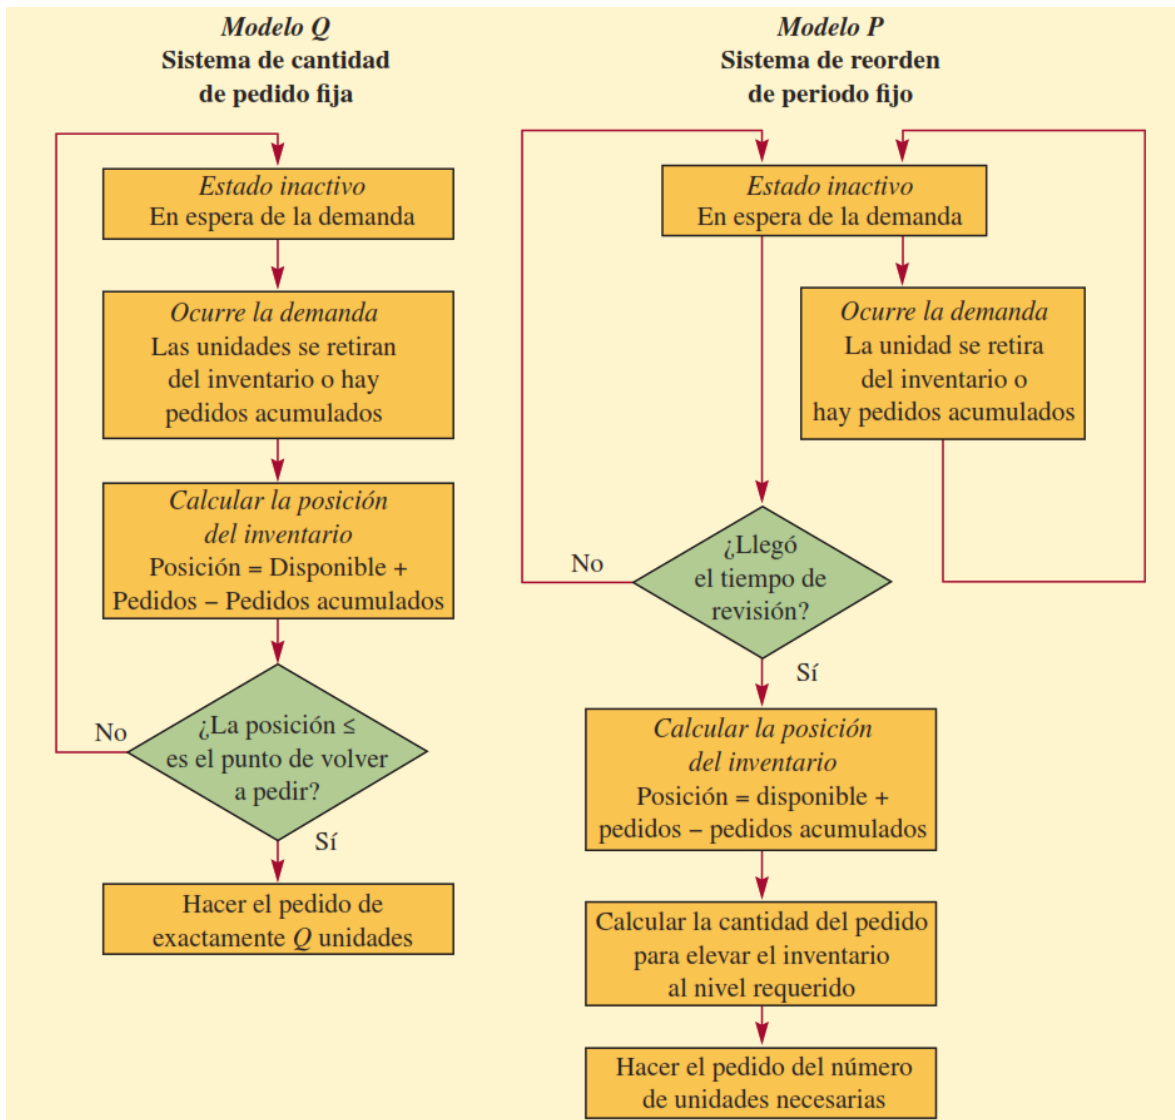 Modelo Q
Sistema de cantidad
de pedido fija
Estado inactivo
En espera de la demanda
Ocurre la demanda
Las unidades se retiran
del inventario o hay
pedidos acumulados
Calcular la posición
del inventario
Posición = Disponible +
Pedidos − Pedidos acumulados
¿La posición ≤
es el punto de volver
a pedir?
No
Sí
Hacer el pedido de
exactamente Q unidades
Modelo P
Sistema de reorden
de periodo fijo
Estado inactivo
En espera de la demanda
Ocurre la demanda
La unidad se retira
del inventario o
hay pedidos acumulados
¿Llegó
el tiempo de
revisión?
No
Sí
Calcular la posición
del inventario
Posición = disponible +
pedidos − pedidos acumulados
Calcular la cantidad del pedido
para elevar el inventario
al nivel requerido
Hacer el pedido del número
de unidades necesarias